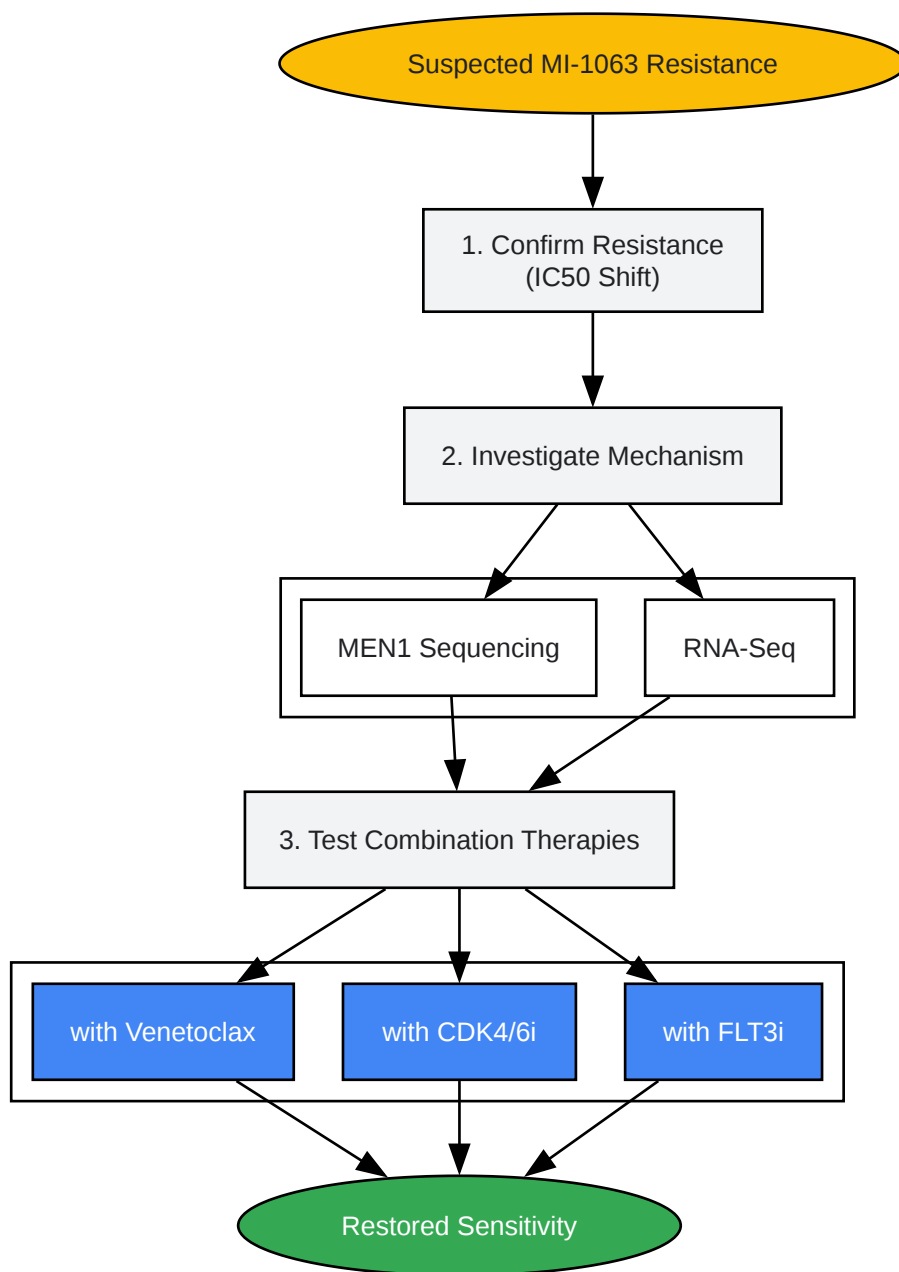 Suspected MI-1063 Resistance
1. Confirm Resistance
(IC50 Shift)
2. Investigate Mechanism
MEN1 Sequencing
RNA-Seq
3. Test Combination Therapies
with Venetoclax
with CDK4/6i
with FLT3i
Restored Sensitivity